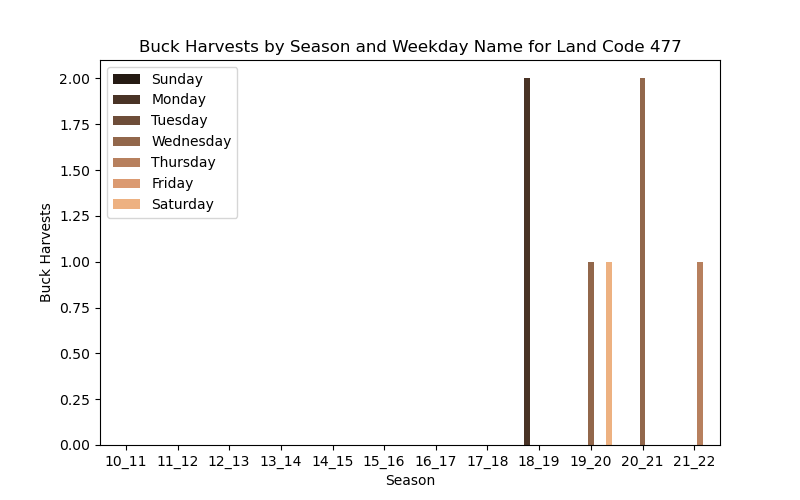 Buck Harvests by Season and Weekday Name for Land Code 477
Sunday
Monday
Tuesday
Wednesday
Thursday
Friday
Saturday
2.00
1.75
1.50
1.25
1.00
0.75
0.50
0.25
0.00
Buck Harvests
10_11 11_12 12_13 13_14 14_15 15_16 16_17 17_18 18_19 19_20 20_21 21_22
Season